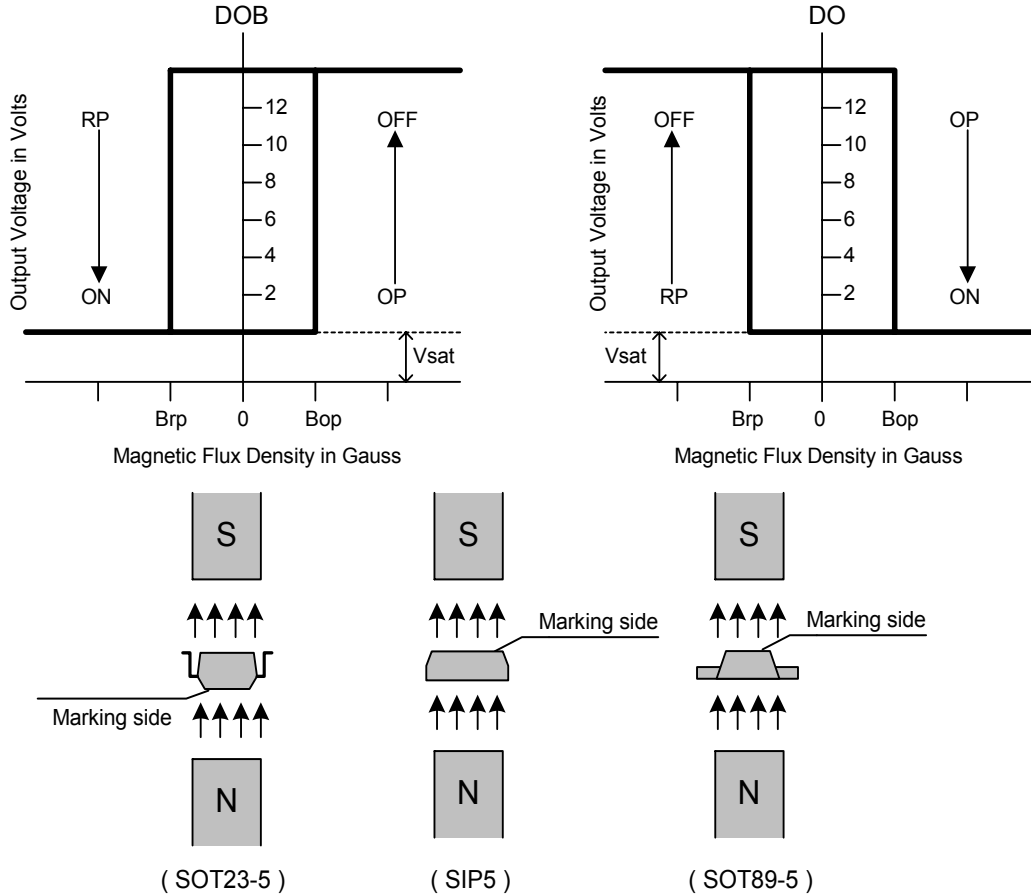 DOB
Output Voltage in Volts
RP
ON
12
10
8
6
4
2
OFF
OP
Vsat
Brp
0
Bop
Magnetic Flux Density in Gauss
DO
Output Voltage in Volts
OFF
RP
12
10
8
6
4
2
OP
ON
Vsat
Brp
0
Bop
Magnetic Flux Density in Gauss
S
Marking side
N
( SOT23-5 )
S
Marking side
N
( SIP5 )
S
Marking side
N
( SOT89-5 )